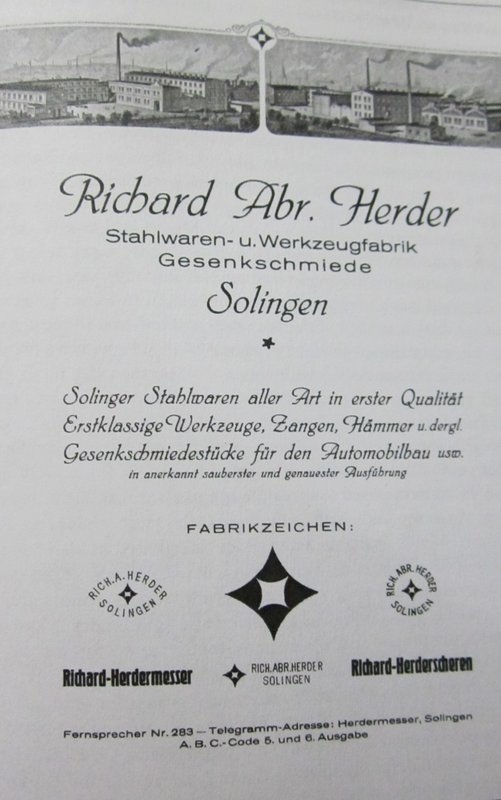 Richard Abr. Herder
Stahlwaren- u. Werkzeugfabrik
Gesenkschmiede
Solingen
Solinger Stahlwaren aller Art in erster Qualität
Erstklassige Werkzeuge, Zangen, Hämmer u. dergl.
Gesenkschmiedestücke für den Automobilbau usw.
in anerkannt sauberster und genauester Ausführung
FABRIKZEICHEN:
RICH. A. HERDER
SOLINGEN
RICH. ABR. HERDER
SOLINGEN
Richard-Herdermesser
RICH. ABR. HERDER
SOLINGEN
Richard-Herderscheren
Fernsprecher Nr. 283 — Telegramm-Adresse: Herdermesser, Solingen
A. B. C.-Code 5. und 6. Ausgabe